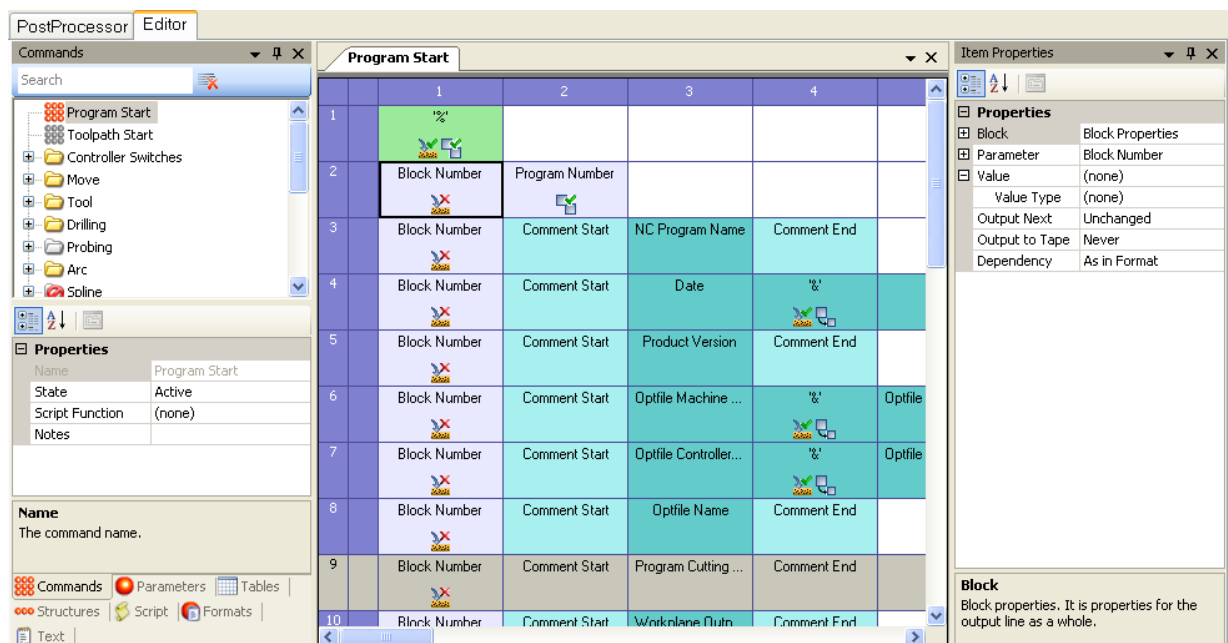 PostProcessor Editor
Commands
Search
Program Start
Toolpath Start
Controller Switches
Move
Tool
Drilling
Probing
Arc
Spline
Properties
Name Program Start
State Active
Script Function (none)
Notes
Name
The command name.
Commands Parameters Tables
Structures Script Formats
Text
Program Start
1 2 3 4
1 '%'
2 Block Number Program Number
3 Block Number Comment Start NC Program Name Comment End
4 Block Number Comment Start Date '&'
5 Block Number Comment Start Product Version Comment End
6 Block Number Comment Start Optfile Machine ... '&' Optfile
7 Block Number Comment Start Optfile Controller... '&' Optfile
8 Block Number Comment Start Optfile Name Comment End
9 Block Number Comment Start Program Cutting ... Comment End
10 Block Number Comment Start Workplane Outp Comment End
Item Properties
Properties
Block Block Properties
Parameter Block Number
Value (none)
Value Type (none)
Output Next Unchanged
Output to Tape Never
Dependency As in Format
Block
Block properties. It is properties for the
output line as a whole.